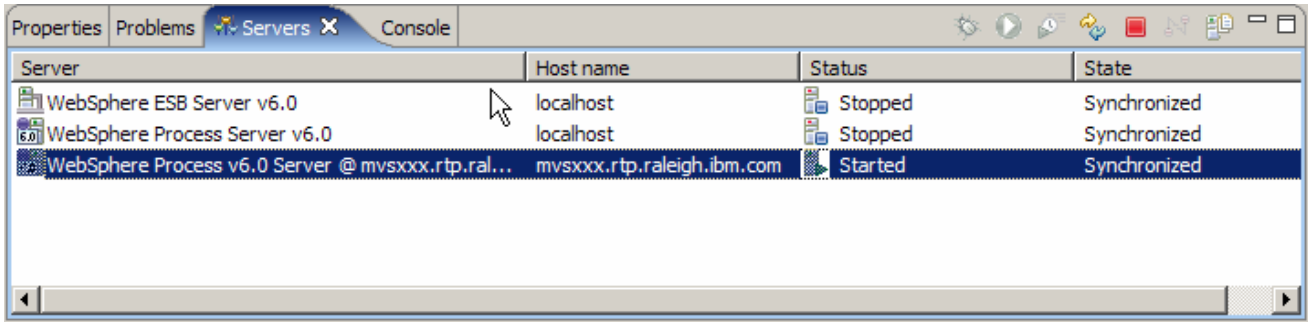 Properties Problems Servers Console
Server Host name Status State
WebSphere ESB Server v6.0 localhost Stopped Synchronized
6.0 WebSphere Process Server v6.0 localhost Stopped Synchronized
WebSphere Process v6.0 Server @ mvsxxx.rtp.ral... mvsxxx.rtp.raleigh.ibm.com Started Synchronized